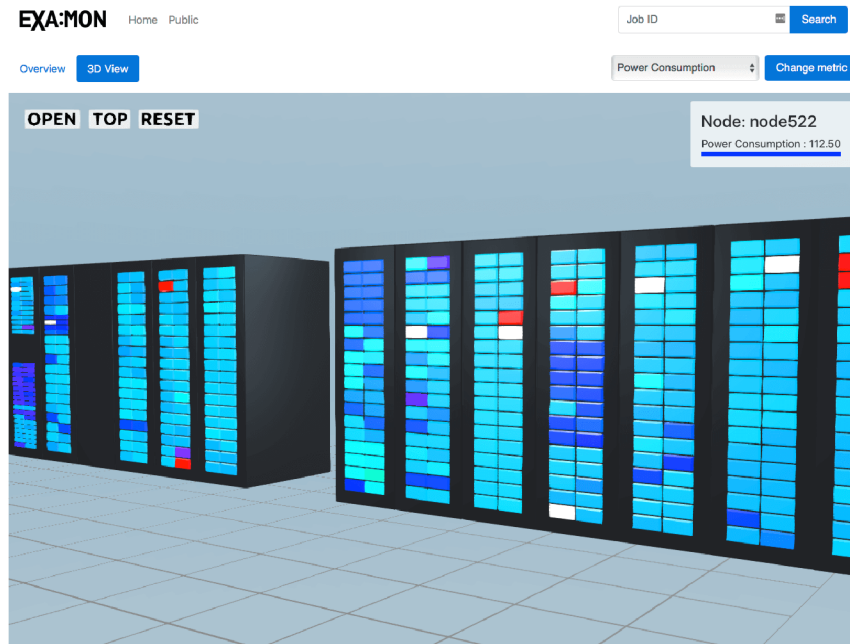 EXA:MON Home Public
Job ID Search
Overview 3D View
Power Consumption Change metric
OPEN TOP RESET
Node: node522
Power Consumption : 112.50